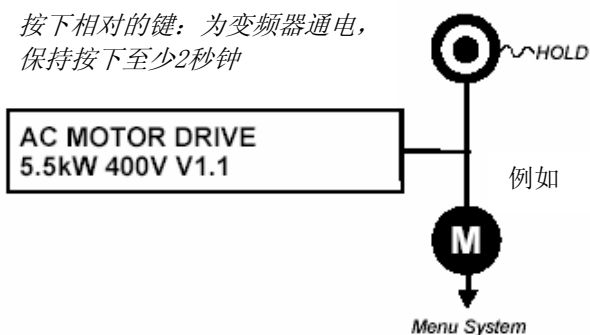 按下相对的键：为变频器通电，
保持按下至少2秒钟
HOLD
AC MOTOR DRIVE
5.5kW 400V V1.1
例如
M
Menu System